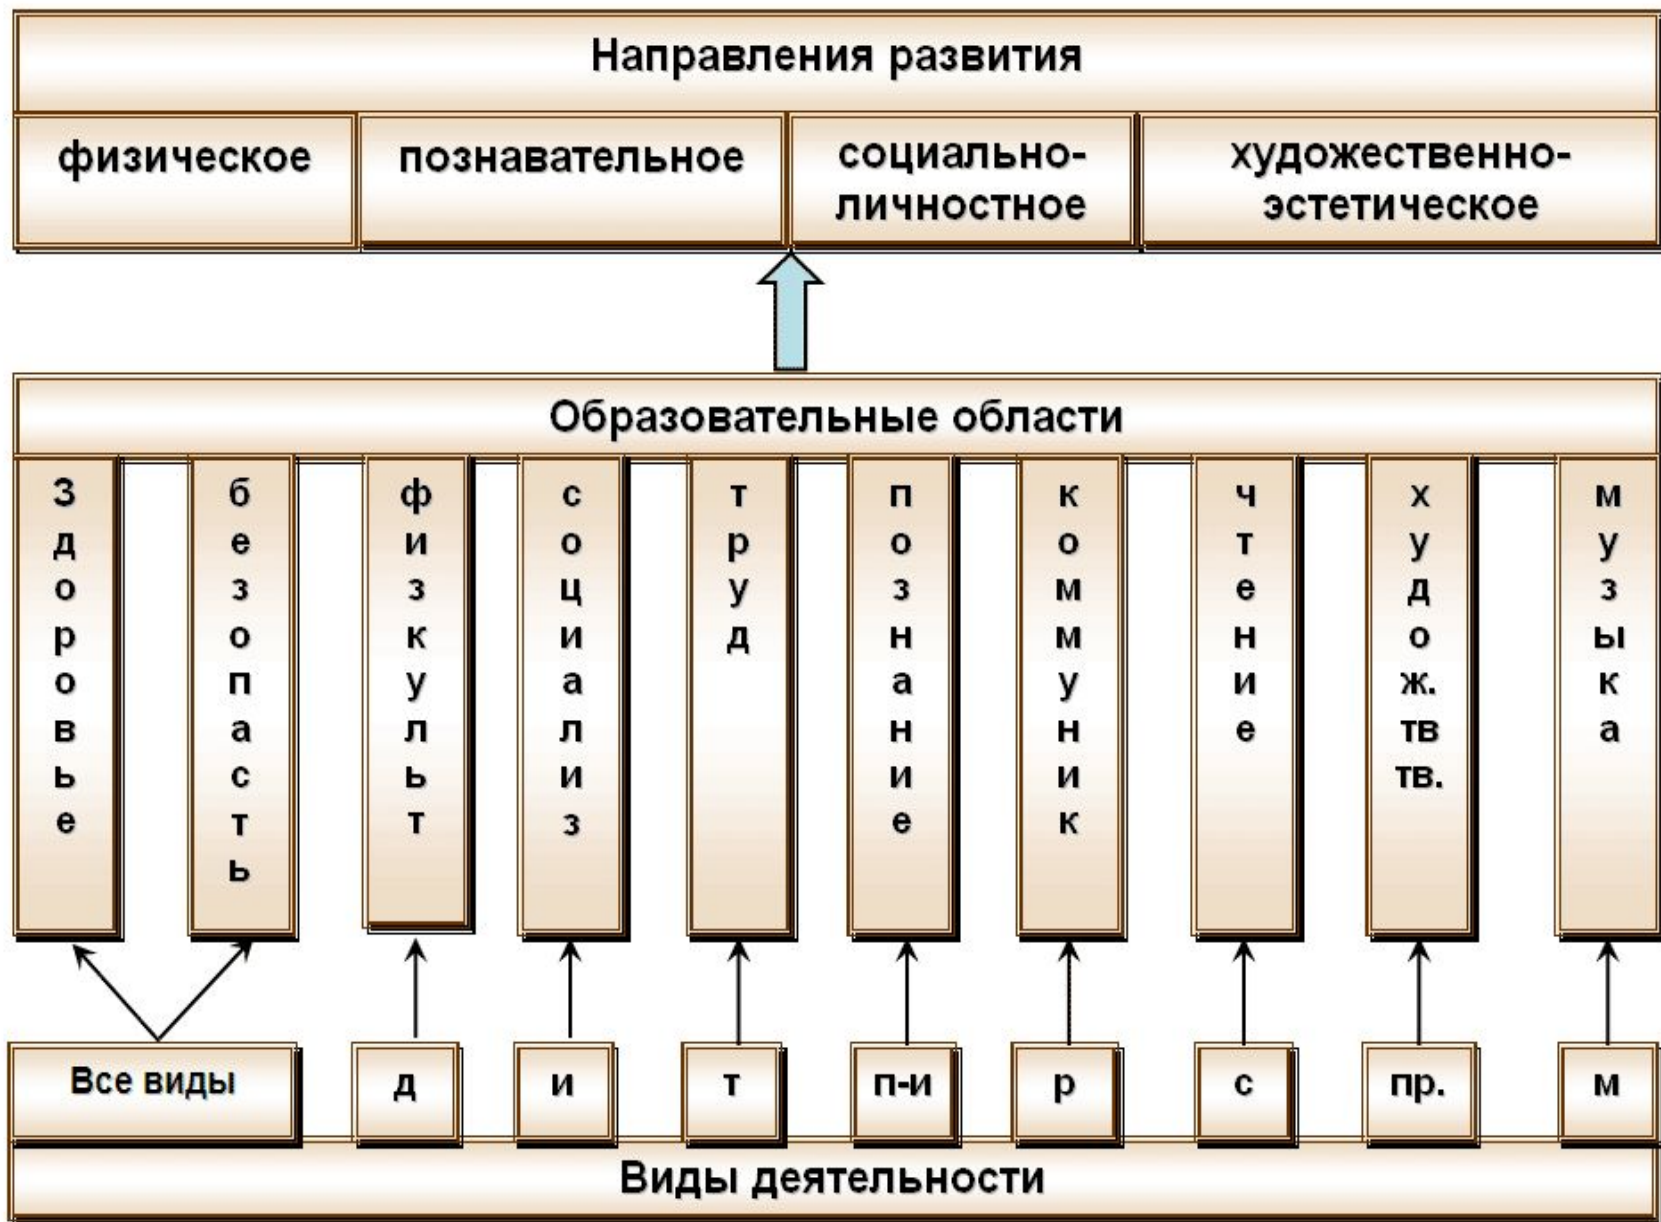 Направления развития
физическое
познавательное
социально-
личностное
художественно-
эстетическое
Образовательные области
Здоровье
безопасть
физкульт
социализ
труд
познание
коммуник
чтение
худож.твтв.
музыка
Все виды
д
и
т
п-и
р
с
пр.
м
Виды деятельности